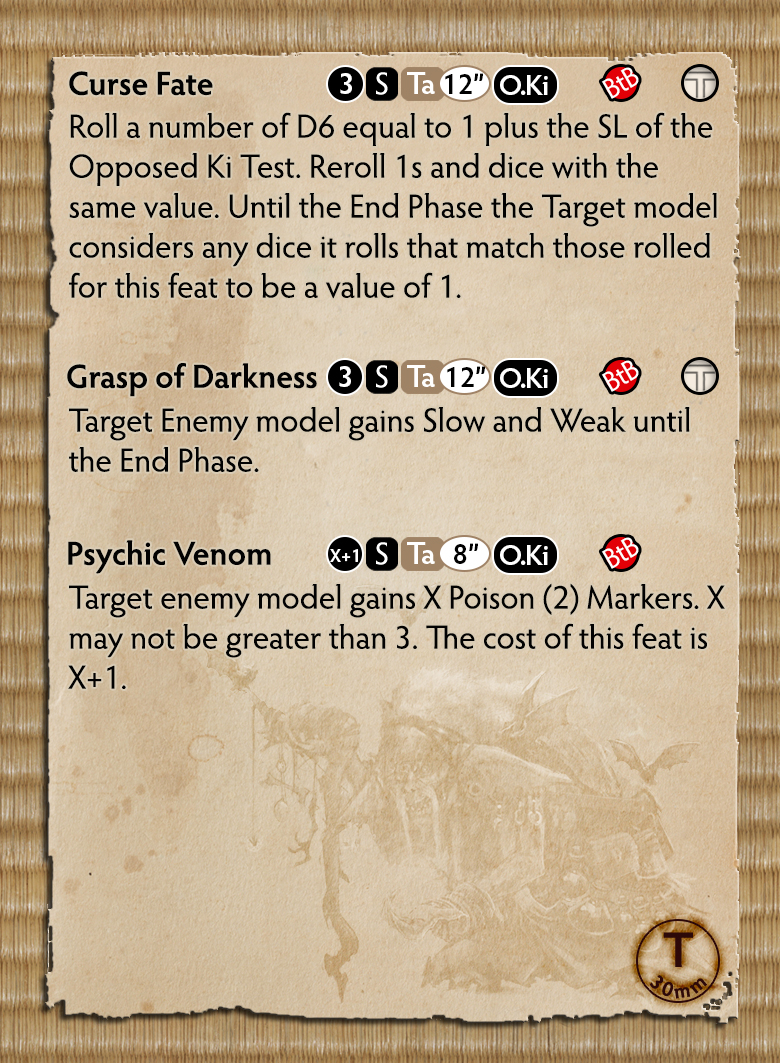 Curse Fate 3 S Ta 12" O.Ki BtB T
Roll a number of D6 equal to 1 plus the SL of the
Opposed Ki Test. Reroll 1s and dice with the
same value. Until the End Phase the Target model
considers any dice it rolls that match those rolled
for this feat to be a value of 1.
Grasp of Darkness 3 S Ta 12" O.Ki BtB T
Target Enemy model gains Slow and Weak until
the End Phase.
Psychic Venom X+1 S Ta 8" O.Ki BtB
Target enemy model gains X Poison (2) Markers. X
may not be greater than 3. The cost of this feat is
X+1.
T
30mm